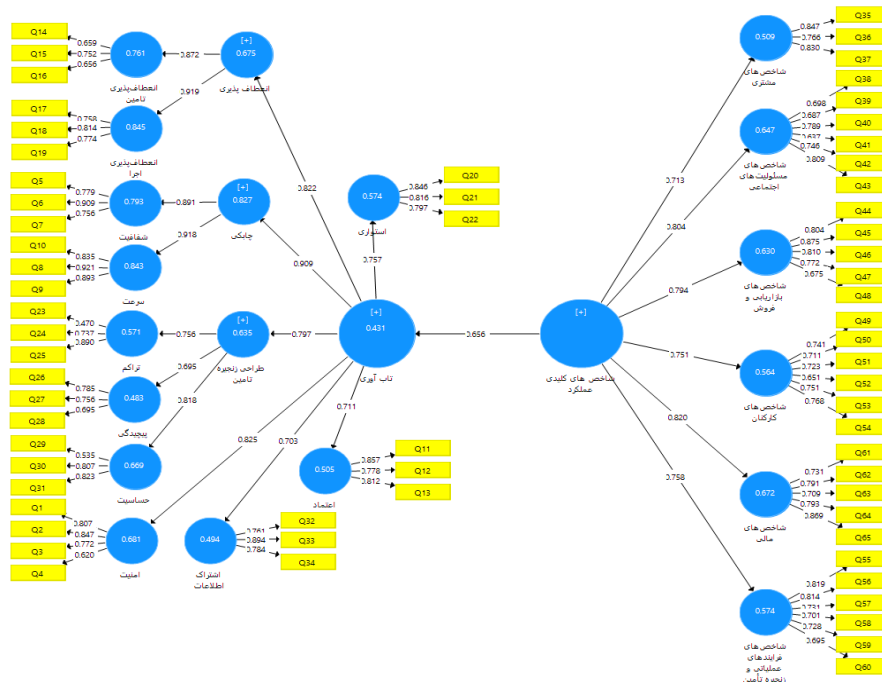 Q14
Q15
Q16
0.659
0.752
0.656
0.761
انعطاف‌پذیری
تامین
0.872
[+]
0.675
انعطاف پذیری
Q17
Q18
Q19
0.758
0.814
0.774
0.845
انعطاف‌پذیری
اجرا
0.919
Q5
Q6
Q7
0.779
0.909
0.756
0.793
شفافیت
0.891
[+]
0.827
چابکی
Q10
Q8
Q9
0.835
0.921
0.893
0.843
سرعت
0.918
Q23
Q24
Q25
0.470
0.737
0.890
0.571
تراکم
0.756
[+]
0.635
طراحی زنجیره
تامین
Q26
Q27
Q28
0.785
0.756
0.695
0.483
پیچیدگی
0.695
Q29
Q30
Q31
0.535
0.807
0.823
0.669
حساسیت
0.818
Q1
Q2
Q3
Q4
0.807
0.847
0.772
0.620
0.681
امنیت
0.825
0.494
اشتراک
اطلاعات
0.703
0.761
0.894
0.784
Q32
Q33
Q34
0.505
اعتماد
0.711
0.857
0.778
0.812
Q11
Q12
Q13
0.574
استواری
0.757
0.846
0.816
0.797
Q20
Q21
Q22
0.822
0.909
0.797
[+]
0.431
تاب آوری
0.656
[+]
شاخص های کلیدی
عملکرد
0.713
0.509
شاخص های
مشتری
0.847
0.766
0.830
Q35
Q36
Q37
0.804
0.647
شاخص های
مسئولیت های
اجتماعی
0.698
0.687
0.789
0.637
0.746
0.809
Q38
Q39
Q40
Q41
Q42
Q43
0.794
0.630
شاخص های
بازاریابی و
فروش
0.804
0.875
0.810
0.772
0.675
Q44
Q45
Q46
Q47
Q48
0.751
0.564
شاخص های
کارکنان
0.741
0.711
0.723
0.651
0.751
0.768
Q49
Q50
Q51
Q52
Q53
Q54
0.820
0.672
شاخص های
مالی
0.731
0.791
0.709
0.793
0.869
Q61
Q62
Q63
Q64
Q65
0.758
0.574
شاخص های
فرایندهای
عملیاتی و
زنجیره تأمین
0.819
0.814
0.731
0.701
0.728
0.695
Q55
Q56
Q57
Q58
Q59
Q60